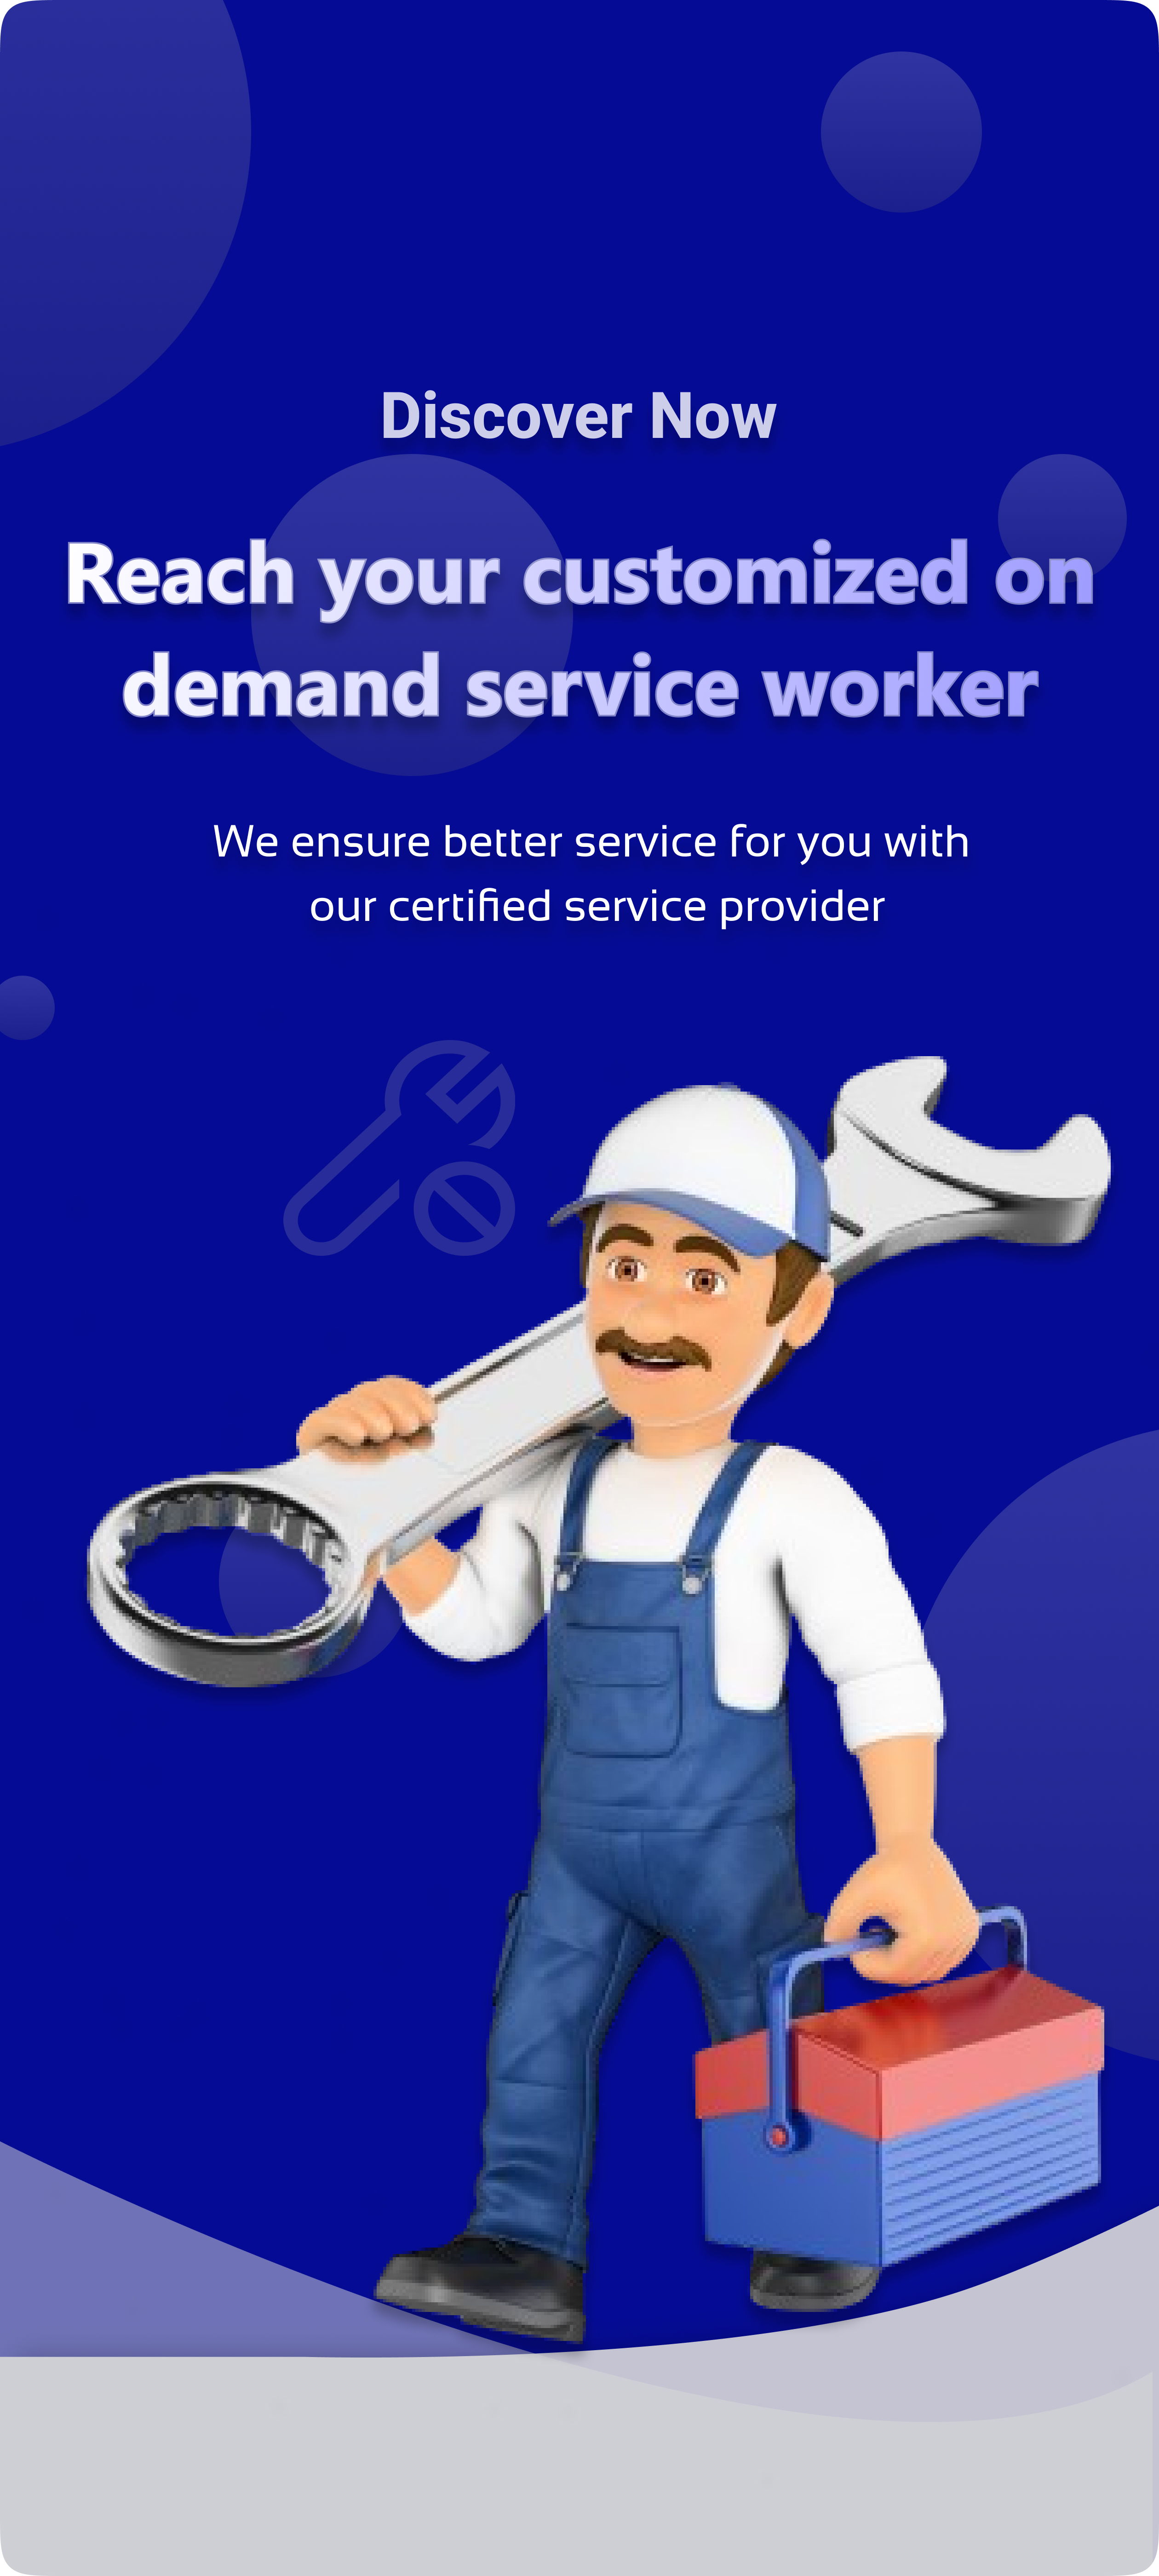 Discover Now
Reach your customized on
demand service worker
We ensure better service for you with
our certified service provider